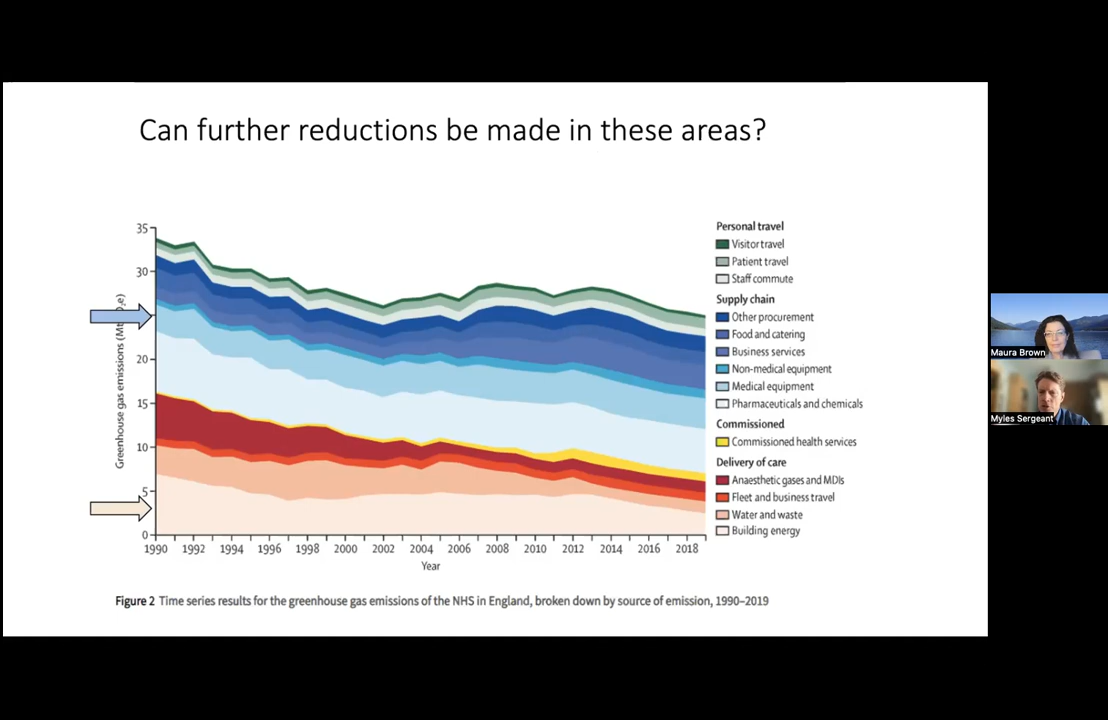 Can further reductions be made in these areas?
35
30
20
15
10
5
0
Greenhouse gas emissions (Mt
e)
1990
1992
1994
1996
1998
2000
2002
2004
2006
2008
2010
2012
2014
2016
2018
Year
Personal travel
Visitor travel
Patient travel
Staff commute
Supply chain
Other procurement
Food and catering
Business services
Non-medical equipment
Medical equipment
Pharmaceuticals and chemicals
Commissioned
Commissioned health services
Delivery of care
Anaesthetic gases and MDIs
Fleet and business travel
Water and waste
Building energy
Figure 2 Time series results for the greenhouse gas emissions of the NHS in England, broken down by source of emission, 1990–2019
Maura Brown
Myles Sergeant